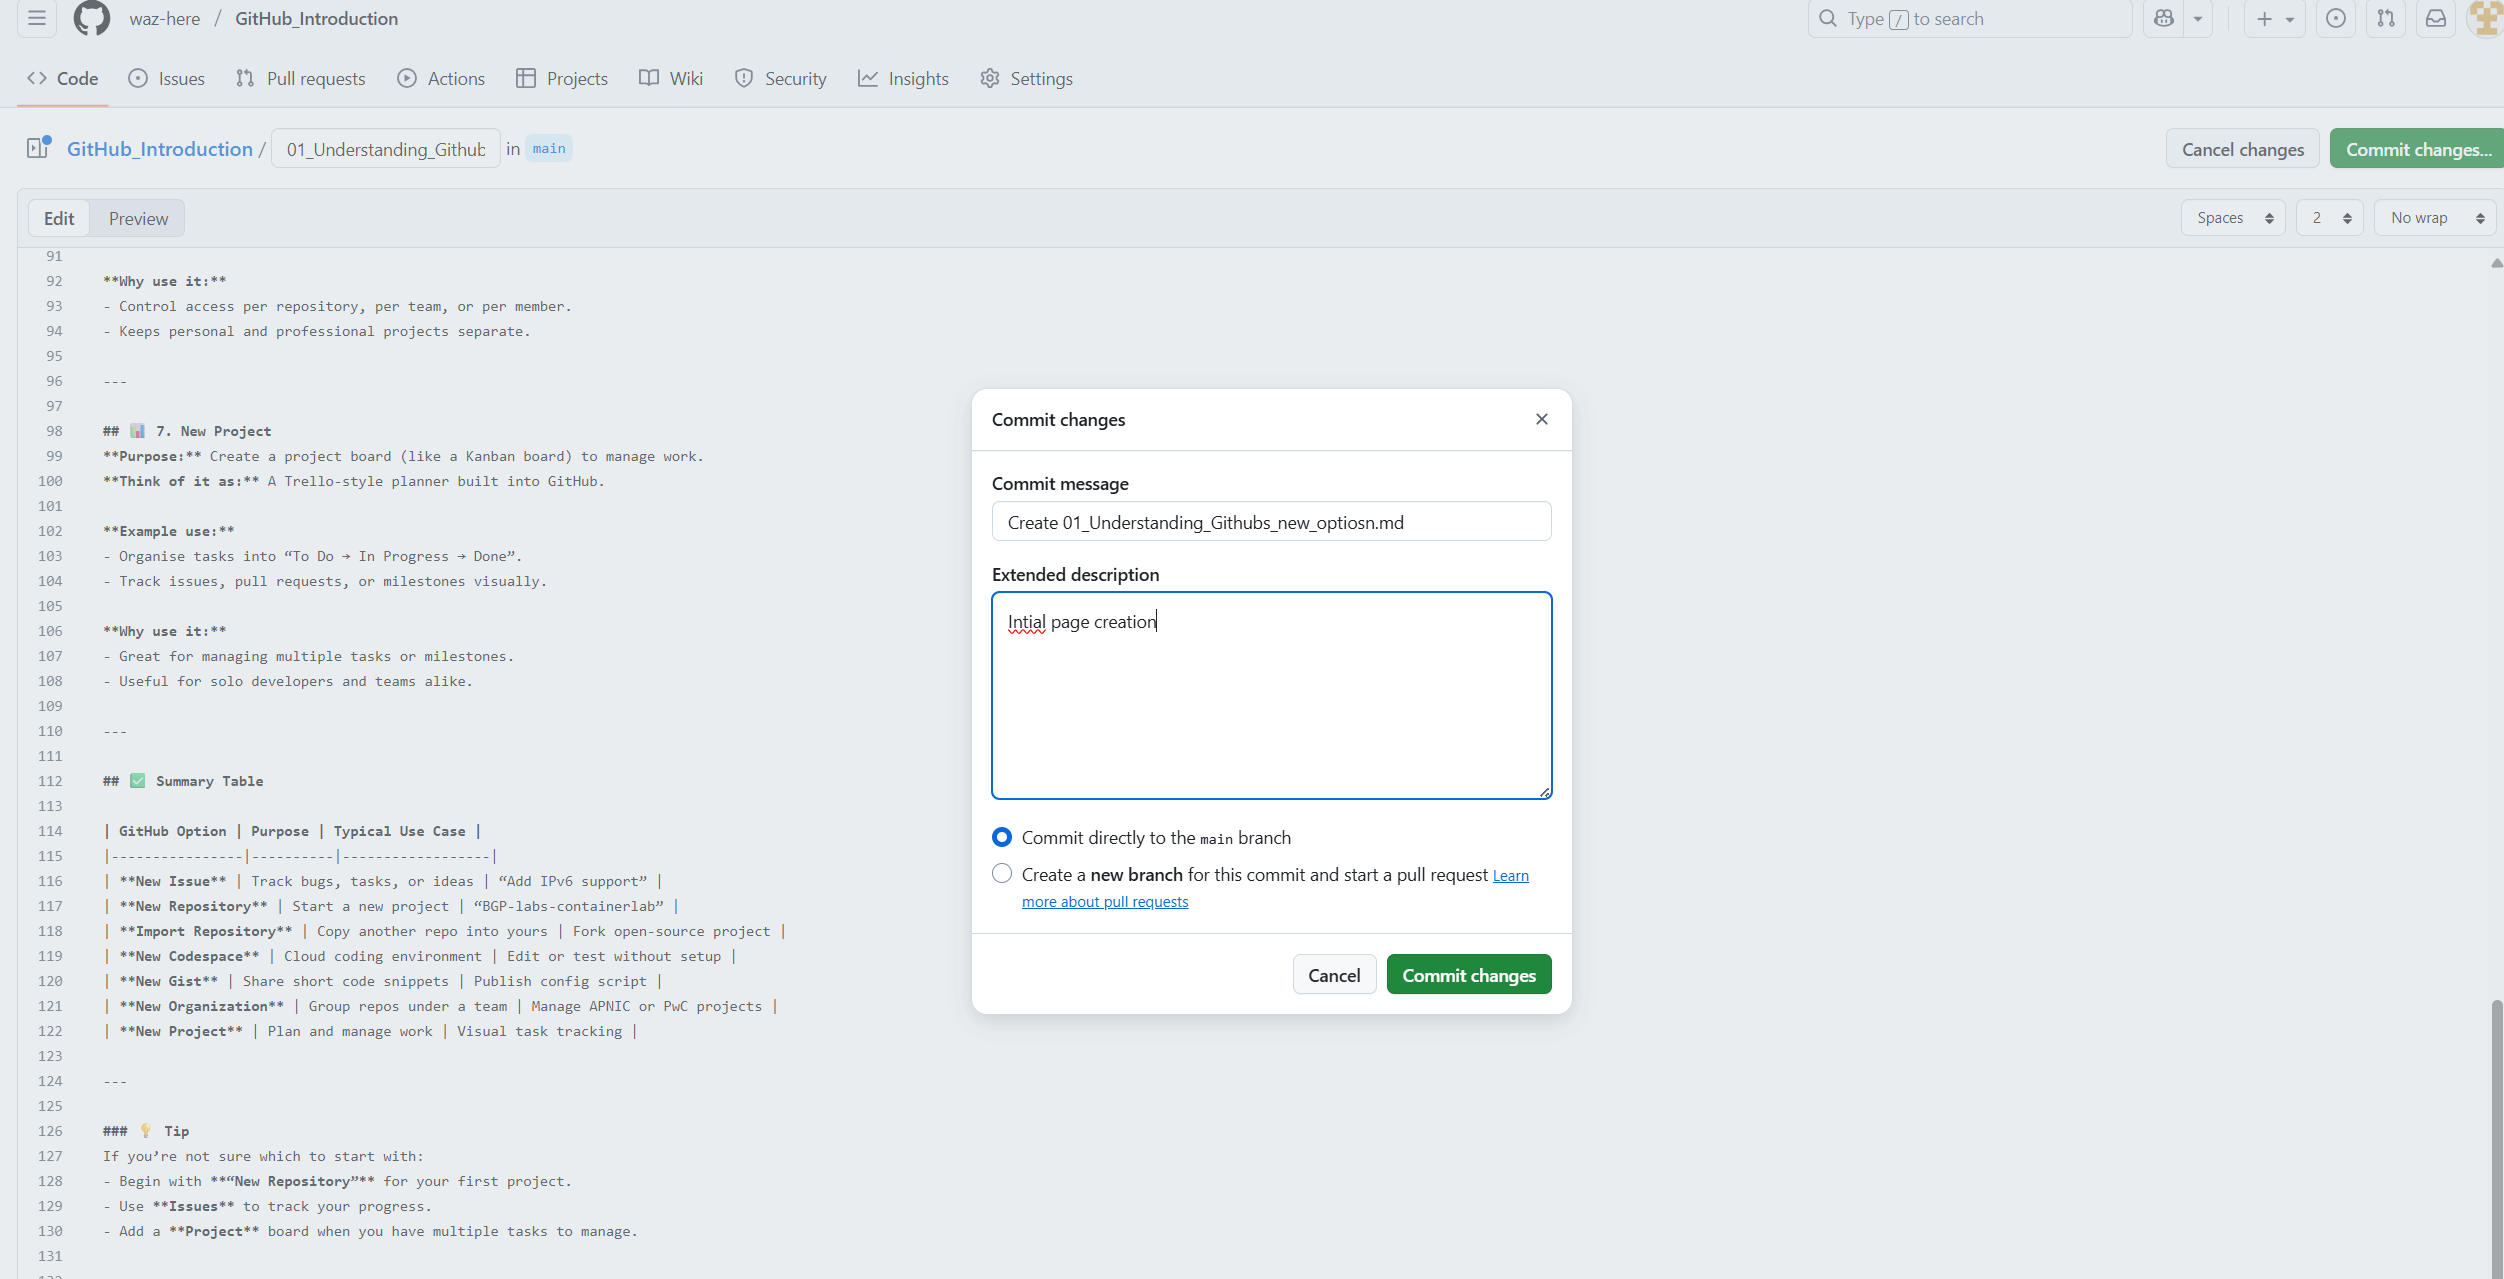 waz-here / GitHub_Introduction
Type / to search
Code Issues Pull requests Actions Projects Wiki Security Insights Settings
GitHub_Introduction / 01_Understanding_Github in main
Cancel changes Commit changes...
Edit Preview
Spaces 2 No wrap
91
92 **Why use it:**
93 - Control access per repository, per team, or per member.
94 - Keeps personal and professional projects separate.
95
96 ---
97
98 ## 📊 7. New Project
99 **Purpose:** Create a project board (like a Kanban board) to manage work.
100 **Think of it as:** A Trello-style planner built into GitHub.
101
102 **Example use:**
103 - Organise tasks into “To Do → In Progress → Done”.
104 - Track issues, pull requests, or milestones visually.
105
106 **Why use it:**
107 - Great for managing multiple tasks or milestones.
108 - Useful for solo developers and teams alike.
109
110 ---
111
112 ## ✅ Summary Table
113
114 | GitHub Option | Purpose | Typical Use Case |
115 |----------------|----------|------------------|
116 | **New Issue** | Track bugs, tasks, or ideas | “Add IPv6 support” |
117 | **New Repository** | Start a new project | “BGP-labs-containerlab” |
118 | **Import Repository** | Copy another repo into yours | Fork open-source project |
119 | **New Codespace** | Cloud coding environment | Edit or test without setup |
120 | **New Gist** | Share short code snippets | Publish config script |
121 | **New Organization** | Group repos under a team | Manage APNIC or PwC projects |
122 | **New Project** | Plan and manage work | Visual task tracking |
123
124 ---
125
126 ### 💡 Tip
127 If you’re not sure which to start with:
128 - Begin with **“New Repository”** for your first project.
129 - Use **Issues** to track your progress.
130 - Add a **Project** board when you have multiple tasks to manage.
131
Commit changes
Commit message
Create 01_Understanding_Githubs_new_optiosn.md
Extended description
Intial page creation
Commit directly to the main branch
Create a new branch for this commit and start a pull request Learn
more about pull requests
Cancel Commit changes